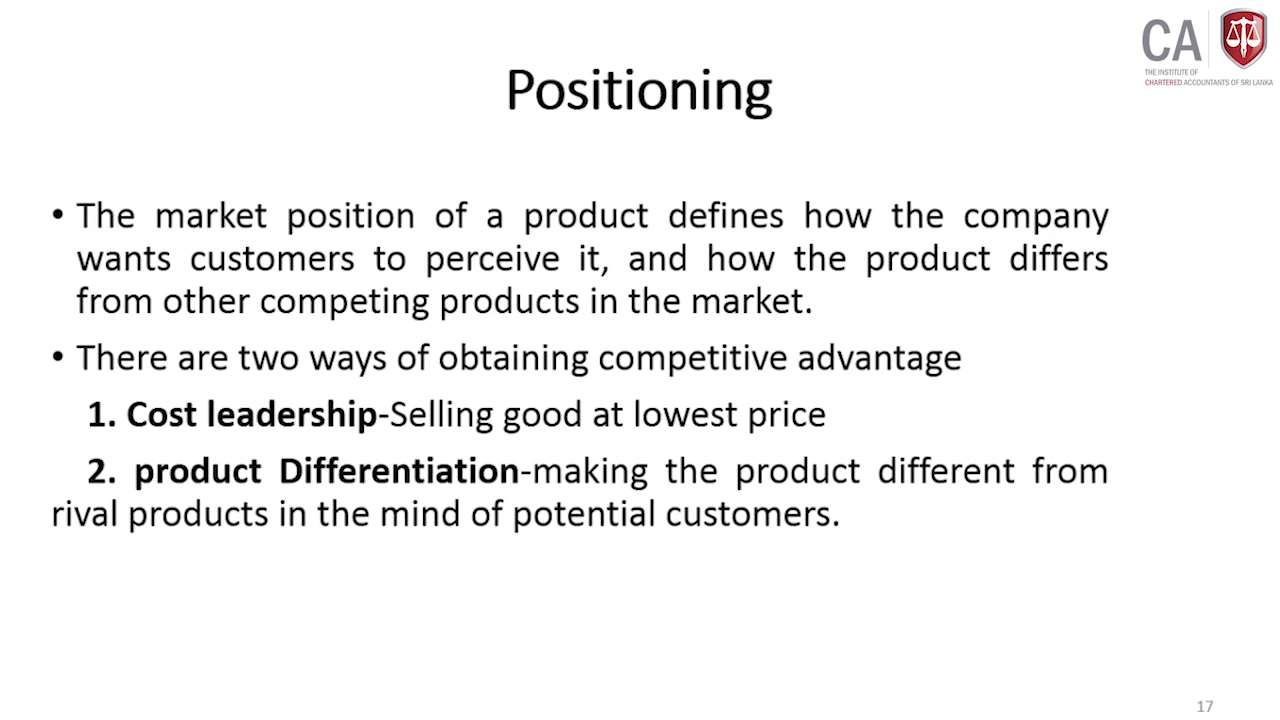 CA
THE INSTITUTE OF
CHARTERED ACCOUNTANTS OF SRI LANKA
Positioning
• The market position of a product defines how the company
wants customers to perceive it, and how the product differs
from other competing products in the market.
• There are two ways of obtaining competitive advantage
1. Cost leadership-Selling good at lowest price
2. product Differentiation-making the product different from
rival products in the mind of potential customers.
17